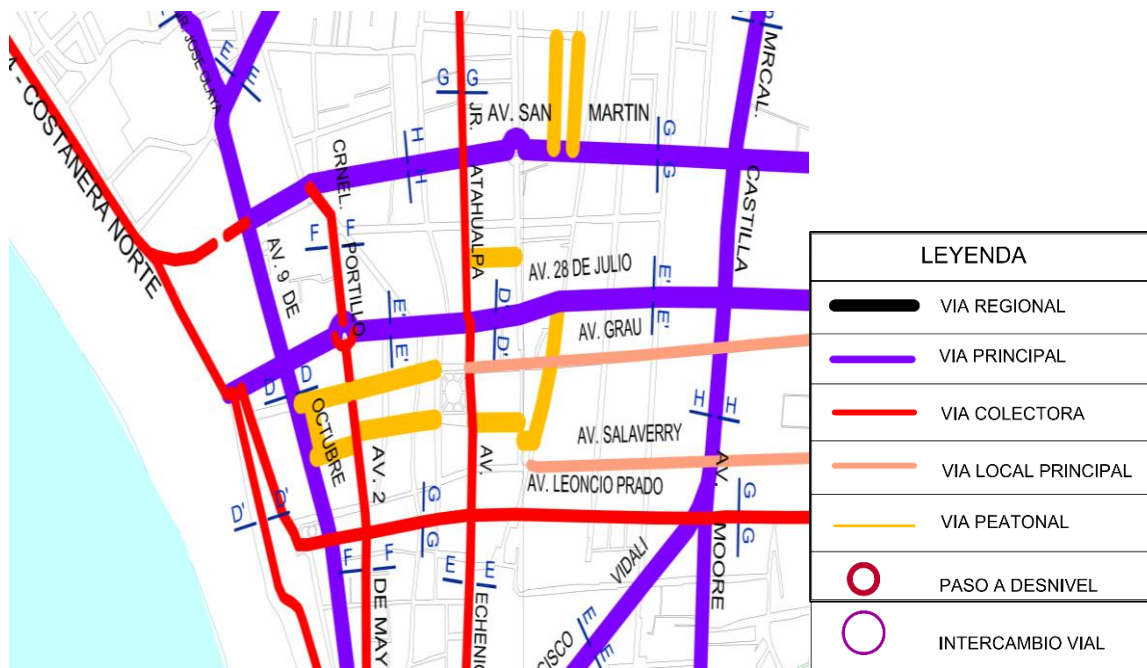 JR. JOSE OLAYA
E E
- COSTANERA NORTE
G G
JR.
ATAHUALPA
AV. SAN MARTIN
MRCAL.
CASTILLA
H
H
G
G
CRNEL. PORTILLO
F F
AV. 9 DE
OCTUBRE
AV. 28 DE JULIO
E'
E'
D'
D'
E'
E'
AV. GRAU
D D
H H
AV. SALAVERRY
AV. LEONCIO PRADO
AV. 2
DE MAY
AV.
ECHENIC
AV.
MOORE
D' D'
G
G
G
G
F F
E E
VIDALI
CISCO
E
E
LEYENDA
VIA REGIONAL
VIA PRINCIPAL
VIA COLECTORA
VIA LOCAL PRINCIPAL
VIA PEATONAL
PASO A DESNIVEL
INTERCAMBIO VIAL